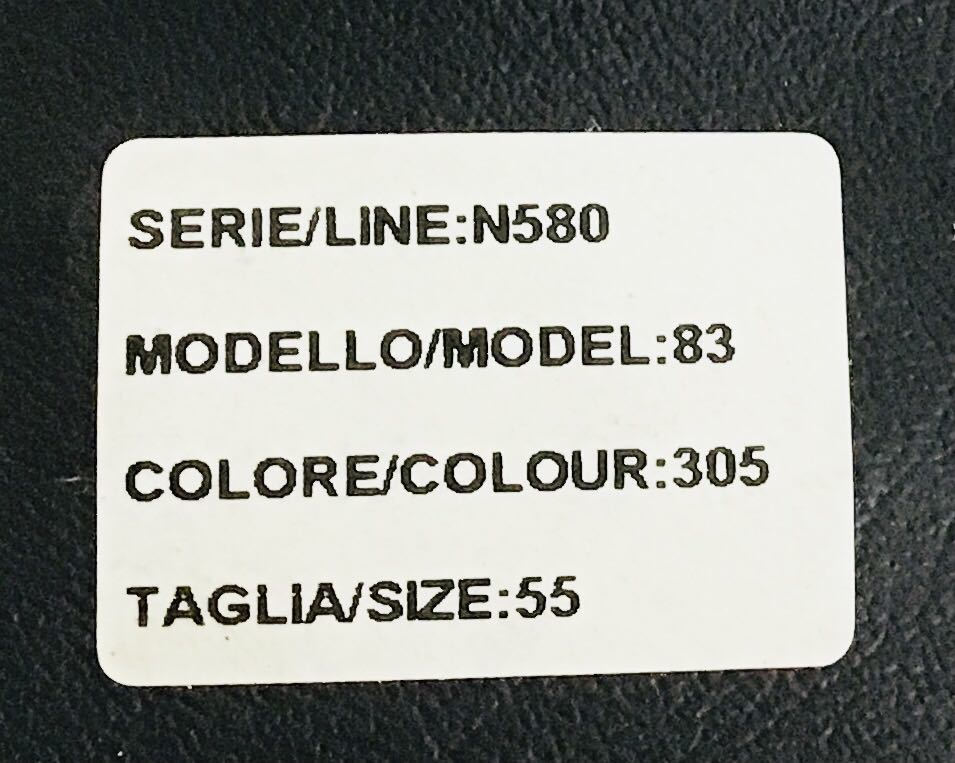 SERIE/LINE:N580
MODELLO/MODEL:83
COLORE/COLOUR:305
TAGLIA/SIZE:55